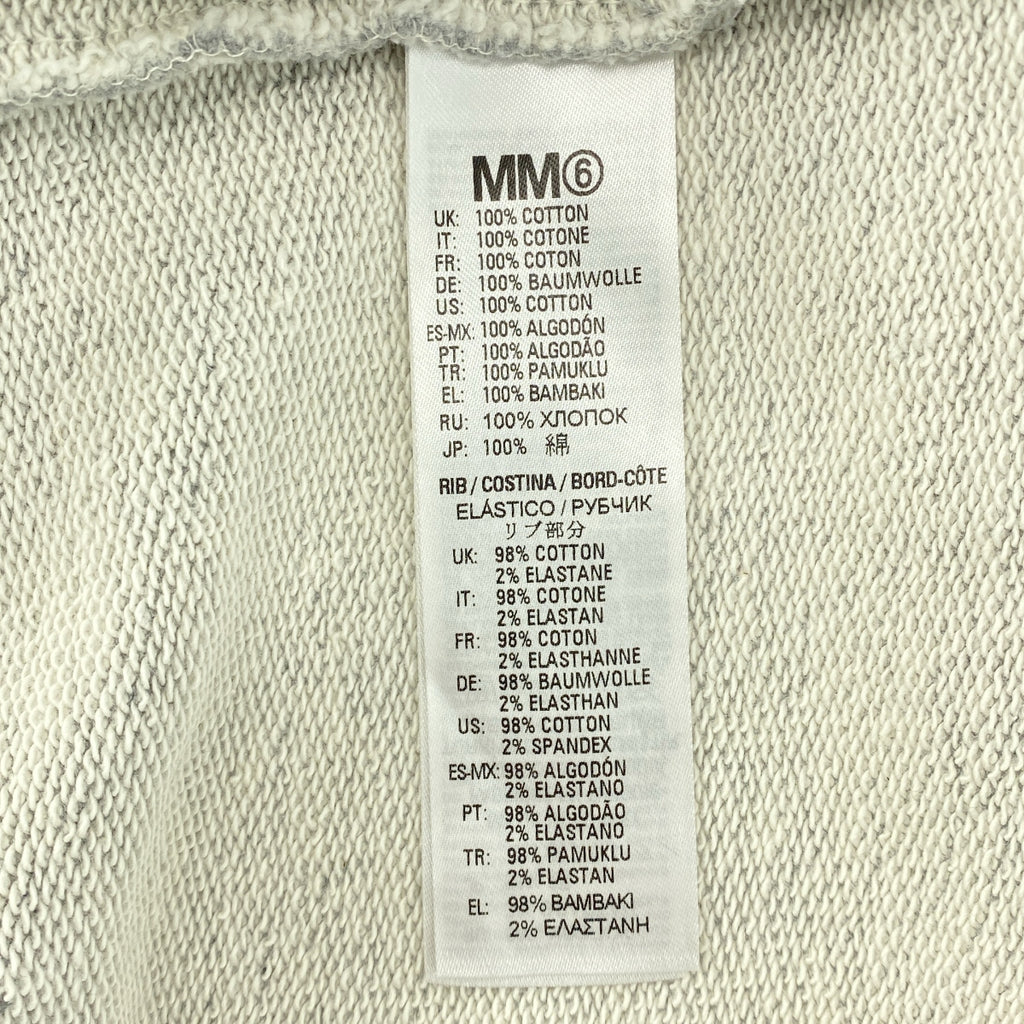 MM⑥
UK: 100% COTTON
IT: 100% COTONE
FR: 100% COTON
DE: 100% BAUMWOLLE
US: 100% COTTON
ES-MX: 100% ALGODÓN
PT: 100% ALGODÃO
TR: 100% PAMUKLU
EL: 100% BAMBAKI
RU: 100% ХЛОПОК
JP: 100% 綿
RIB / COSTINA / BORD-CÔTE
ELÁSTICO / РУБЧИК
リブ部分
UK: 98% COTTON
2% ELASTANE
IT: 98% COTONE
2% ELASTAN
FR: 98% COTON
2% ELASTHANNE
DE: 98% BAUMWOLLE
2% ELASTHAN
US: 98% COTTON
2% SPANDEX
ES-MX: 98% ALGODÓN
2% ELASTANO
PT: 98% ALGODÃO
2% ELASTANO
TR: 98% PAMUKLU
2% ELASTAN
EL: 98% ΒΑΜΒΑΚΙ
2% ΕΛΑΣΤΑΝΗ